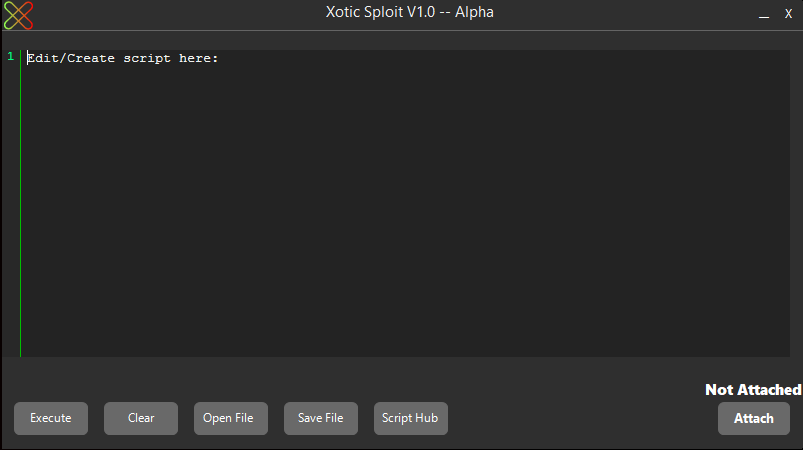 Xotic Sploit V1.0 -- Alpha
_ X
1 Edit/Create script here:
Not Attached
Execute Clear Open File Save File Script Hub Attach